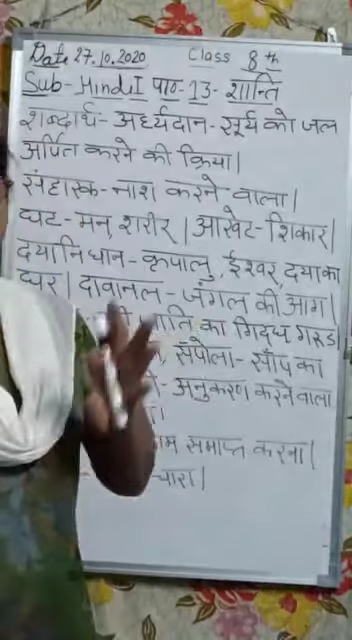 Date 27.10.2020 Class 8th
Sub-Hindi पाठ-13-शान्ति
शब्दार्थ-अर्ध्यदान-सूर्य को जल
अर्पित करने की क्रिया।
संहारक-नाश करने वाला।
घट-मन, शरीर। आखेट-शिकार।
दयानिधान-कृपालु, ईश्वर, दया का
घर। दावानल-जंगल की आग।
जाति का गिद्ध गरुड़।
सँपोला-साँप का
अनुकरण करने वाला
समाप्त करना।
चारा।